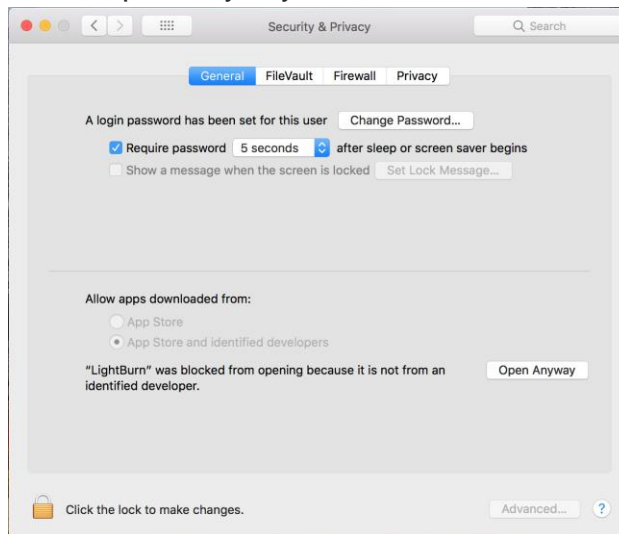 Security & Privacy
Search
General FileVault Firewall Privacy
A login password has been set for this user Change Password...
Require password 5 seconds after sleep or screen saver begins
Show a message when the screen is locked Set Lock Message...
Allow apps downloaded from:
App Store
App Store and identified developers
“LightBurn” was blocked from opening because it is not from an Open Anyway
identified developer.
Click the lock to make changes. Advanced... ?